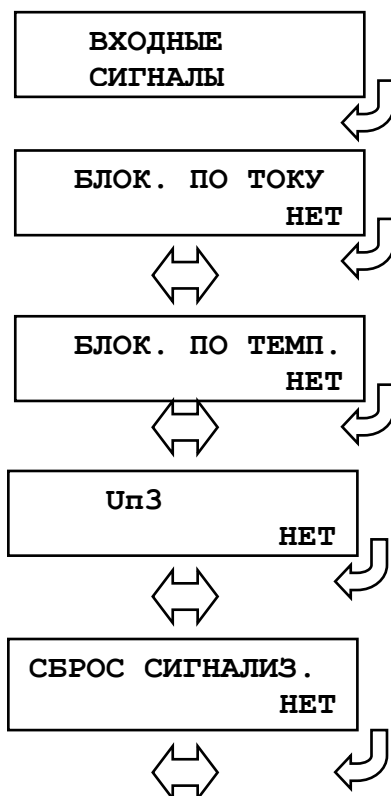 ВХОДНЫЕ
СИГНАЛЫ
БЛОК. ПО ТОКУ
НЕТ
БЛОК. ПО ТЕМП.
НЕТ
Uп3
НЕТ
СБРОС СИГНАЛИЗ.
НЕТ